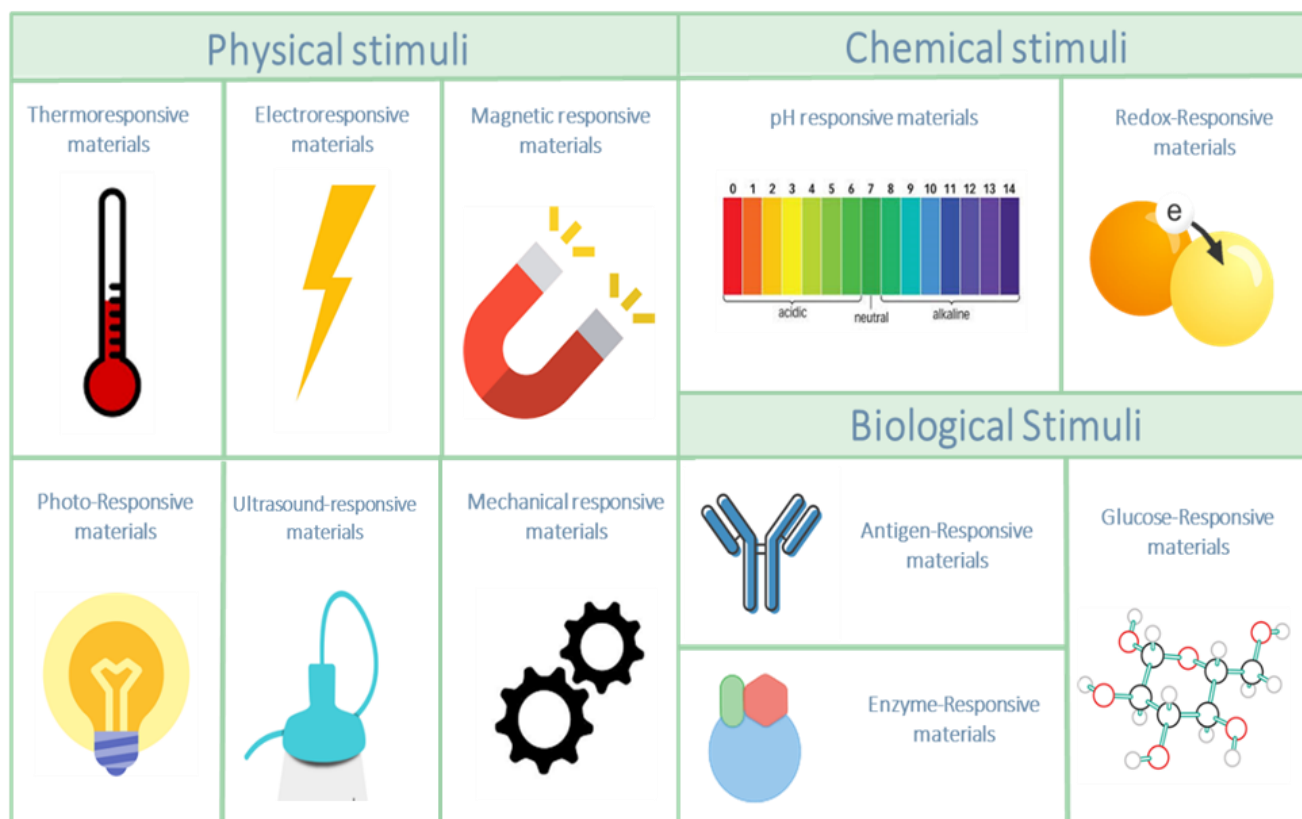 Physical stimuli
Thermoresponsive
materials
Electroresponsive
materials
Magnetic responsive
materials
Photo-Responsive
materials
Ultrasound-responsive
materials
Mechanical responsive
materials
Chemical stimuli
pH responsive materials
0 1 2 3 4 5 6 7 8 9 10 11 12 13 14
acidic neutral alkaline
Redox-Responsive
materials
e
Biological Stimuli
Antigen-Responsive
materials
Enzyme-Responsive
materials
Glucose-Responsive
materials